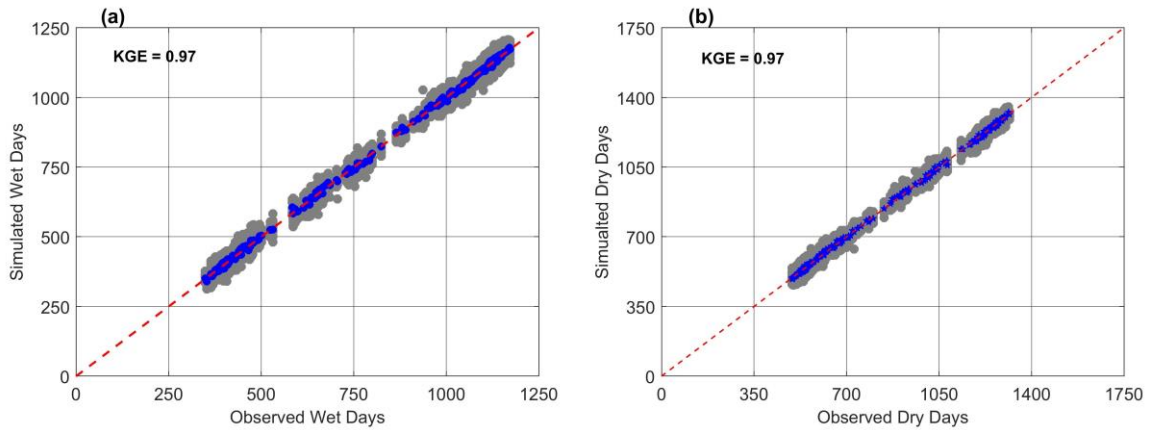 (a)
KGE = 0.97
1250
1000
750
500
250
0
Simulated Wet Days
0 250 500 750 1000 1250
Observed Wet Days
(b)
KGE = 0.97
1750
1400
1050
700
350
0
Simualted Dry Days
0 350 700 1050 1400 1750
Observed Dry Days